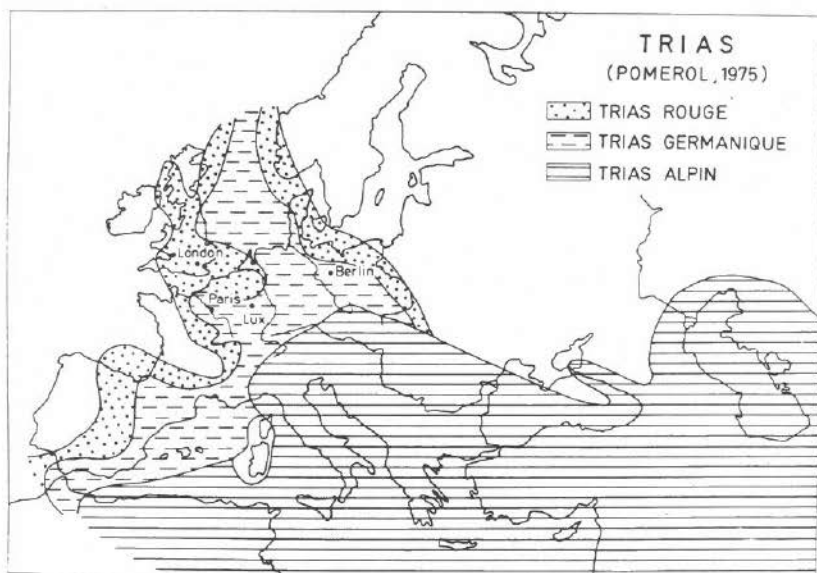 TRIAS
(POMEROL, 1975)
TRIAS ROUGE
TRIAS GERMANIQUE
TRIAS ALPIN
London
Berlin
Paris
Lux